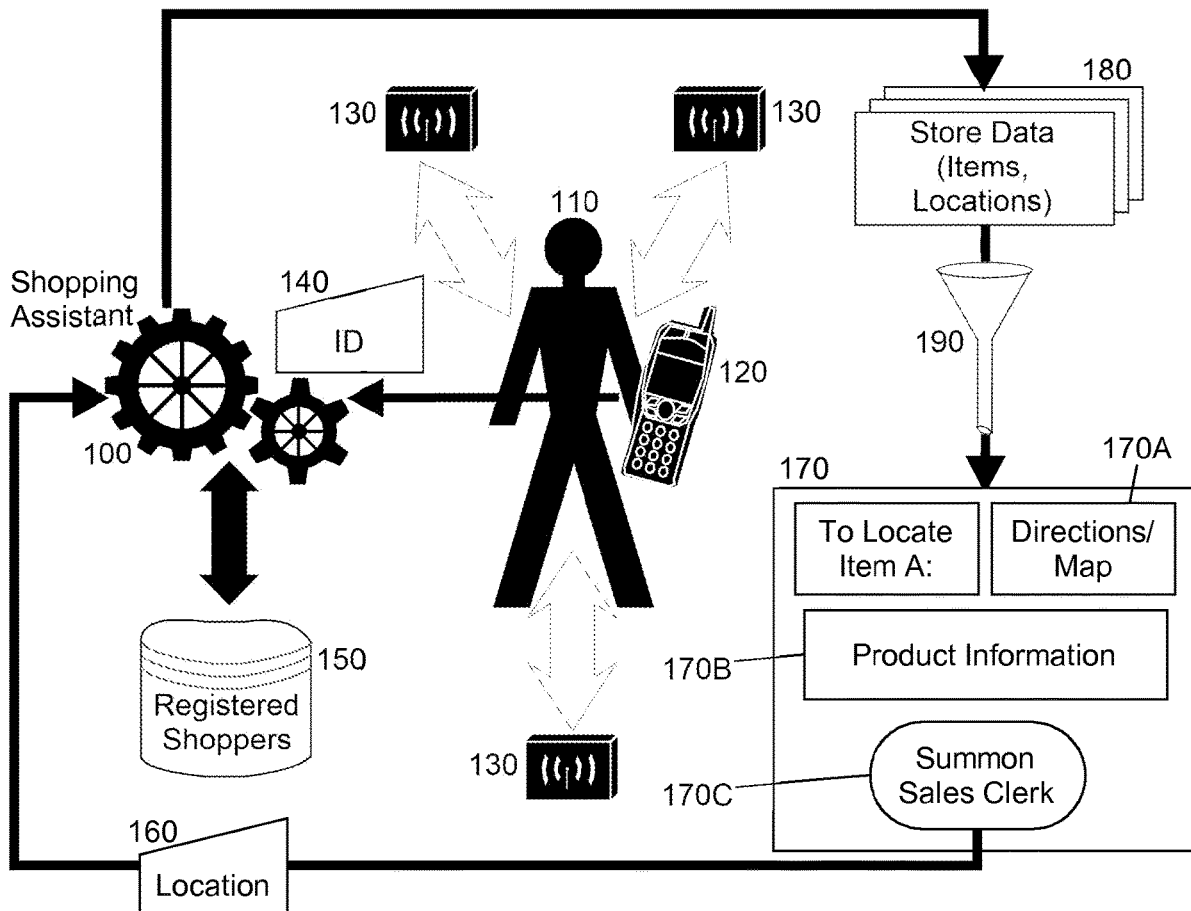 180
130
130
Store Data
(Items,
Locations)
110
Shopping
Assistant
140
ID
190
120
100
170A
170
To Locate
Item A:
Directions/
Map
150
Registered
Shoppers
170B
Product Information
130
170C
Summon
Sales Clerk
160
Location